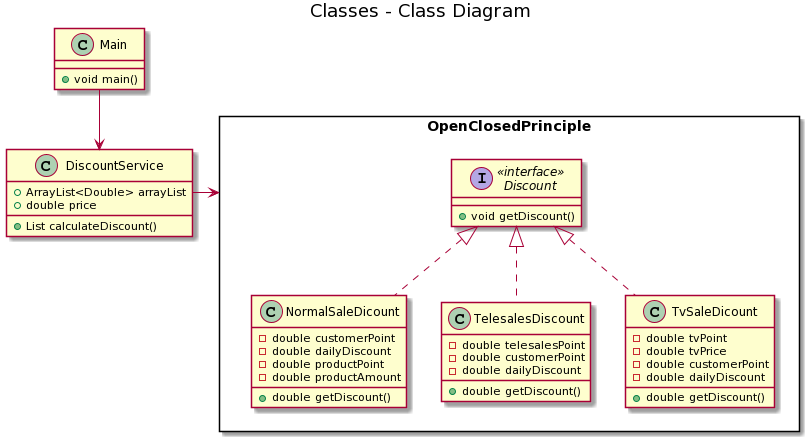 Classes - Class Diagram
C Main
void main()
C DiscountService
ArrayList<Double> arrayList
double price
List calculateDiscount()
OpenClosedPrinciple
I «interface»
Discount
void getDiscount()
C NormalSaleDicount
double customerPoint
double dailyDiscount
double productPoint
double productAmount
double getDiscount()
C TelesalesDiscount
double telesalesPoint
double customerPoint
double dailyDiscount
double getDiscount()
C TvSaleDicount
double tvPoint
double tvPrice
double customerPoint
double dailyDiscount
double getDiscount()